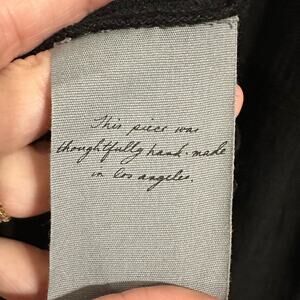 This piece was
thoughtfully hand-made
in los angeles.